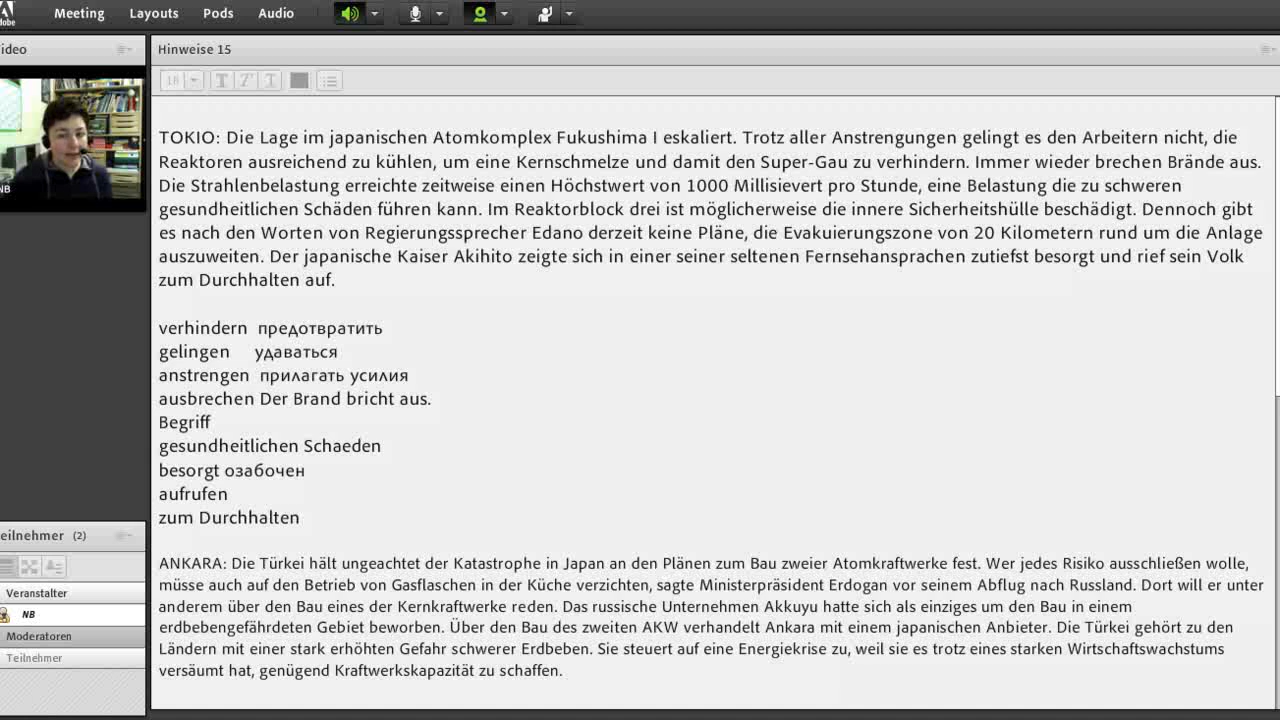 Meeting Layouts Pods Audio
Adobe
ideo
NB
Hinweise 15
18 T T T
TOKIO: Die Lage im japanischen Atomkomplex Fukushima I eskaliert. Trotz aller Anstrengungen gelingt es den Arbeitern nicht, die
Reaktoren ausreichend zu kühlen, um eine Kernschmelze und damit den Super-Gau zu verhindern. Immer wieder brechen Brände aus.
Die Strahlenbelastung erreichte zeitweise einen Höchstwert von 1000 Millisievert pro Stunde, eine Belastung die zu schweren
gesundheitlichen Schäden führen kann. Im Reaktorblock drei ist möglicherweise die innere Sicherheitshülle beschädigt. Dennoch gibt
es nach den Worten von Regierungssprecher Edano derzeit keine Pläne, die Evakuierungszone von 20 Kilometern rund um die Anlage
auszuweiten. Der japanische Kaiser Akihito zeigte sich in einer seiner seltenen Fernsehansprachen zutiefst besorgt und rief sein Volk
zum Durchhalten auf.
verhindern предотвратить
gelingen удаваться
anstrengen прилагать усилия
ausbrechen Der Brand bricht aus.
Begriff
gesundheitlichen Schaeden
besorgt озабочен
aufrufen
zum Durchhalten
ANKARA: Die Türkei hält ungeachtet der Katastrophe in Japan an den Plänen zum Bau zweier Atomkraftwerke fest. Wer jedes Risiko ausschließen wolle,
müsse auch auf den Betrieb von Gasflaschen in der Küche verzichten, sagte Ministerpräsident Erdogan vor seinem Abflug nach Russland. Dort will er unter
anderem über den Bau eines der Kernkraftwerke reden. Das russische Unternehmen Akkuyu hatte sich als einziges um den Bau in einem
erdbebengefährdeten Gebiet beworben. Über den Bau des zweiten AKW verhandelt Ankara mit einem japanischen Anbieter. Die Türkei gehört zu den
Ländern mit einer stark erhöhten Gefahr schwerer Erdbeben. Sie steuert auf eine Energiekrise zu, weil sie es trotz eines starken Wirtschaftswachstums
versäumt hat, genügend Kraftwerkskapazität zu schaffen.
eilnehmer (2)
Veranstalter
NB
Moderatoren
Teilnehmer